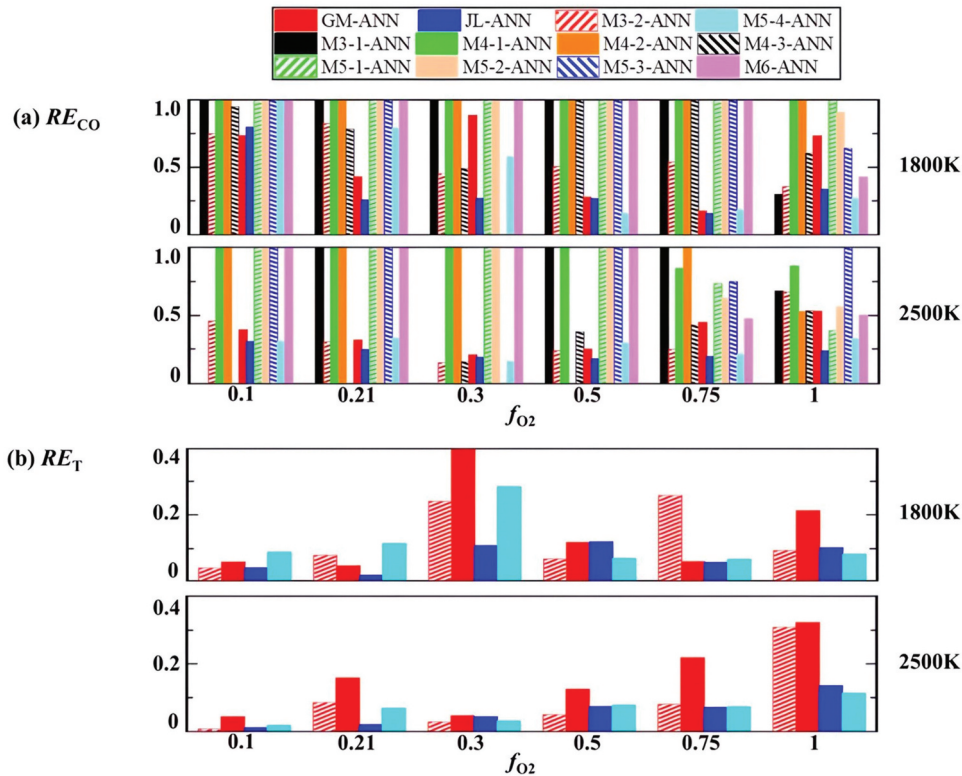 GM-ANN JL-ANN M3-2-ANN M5-4-ANN
M3-1-ANN M4-1-ANN M4-2-ANN M4-3-ANN
M5-1-ANN M5-2-ANN M5-3-ANN M6-ANN
(a) RE_CO
1.0
0.5
0
1800K
1.0
0.5
0
2500K
0.1 0.21 0.3 0.5 0.75 1
f_O2
(b) RE_T
0.4
0.2
0
1800K
0.4
0.2
0
2500K
0.1 0.21 0.3 0.5 0.75 1
f_O2